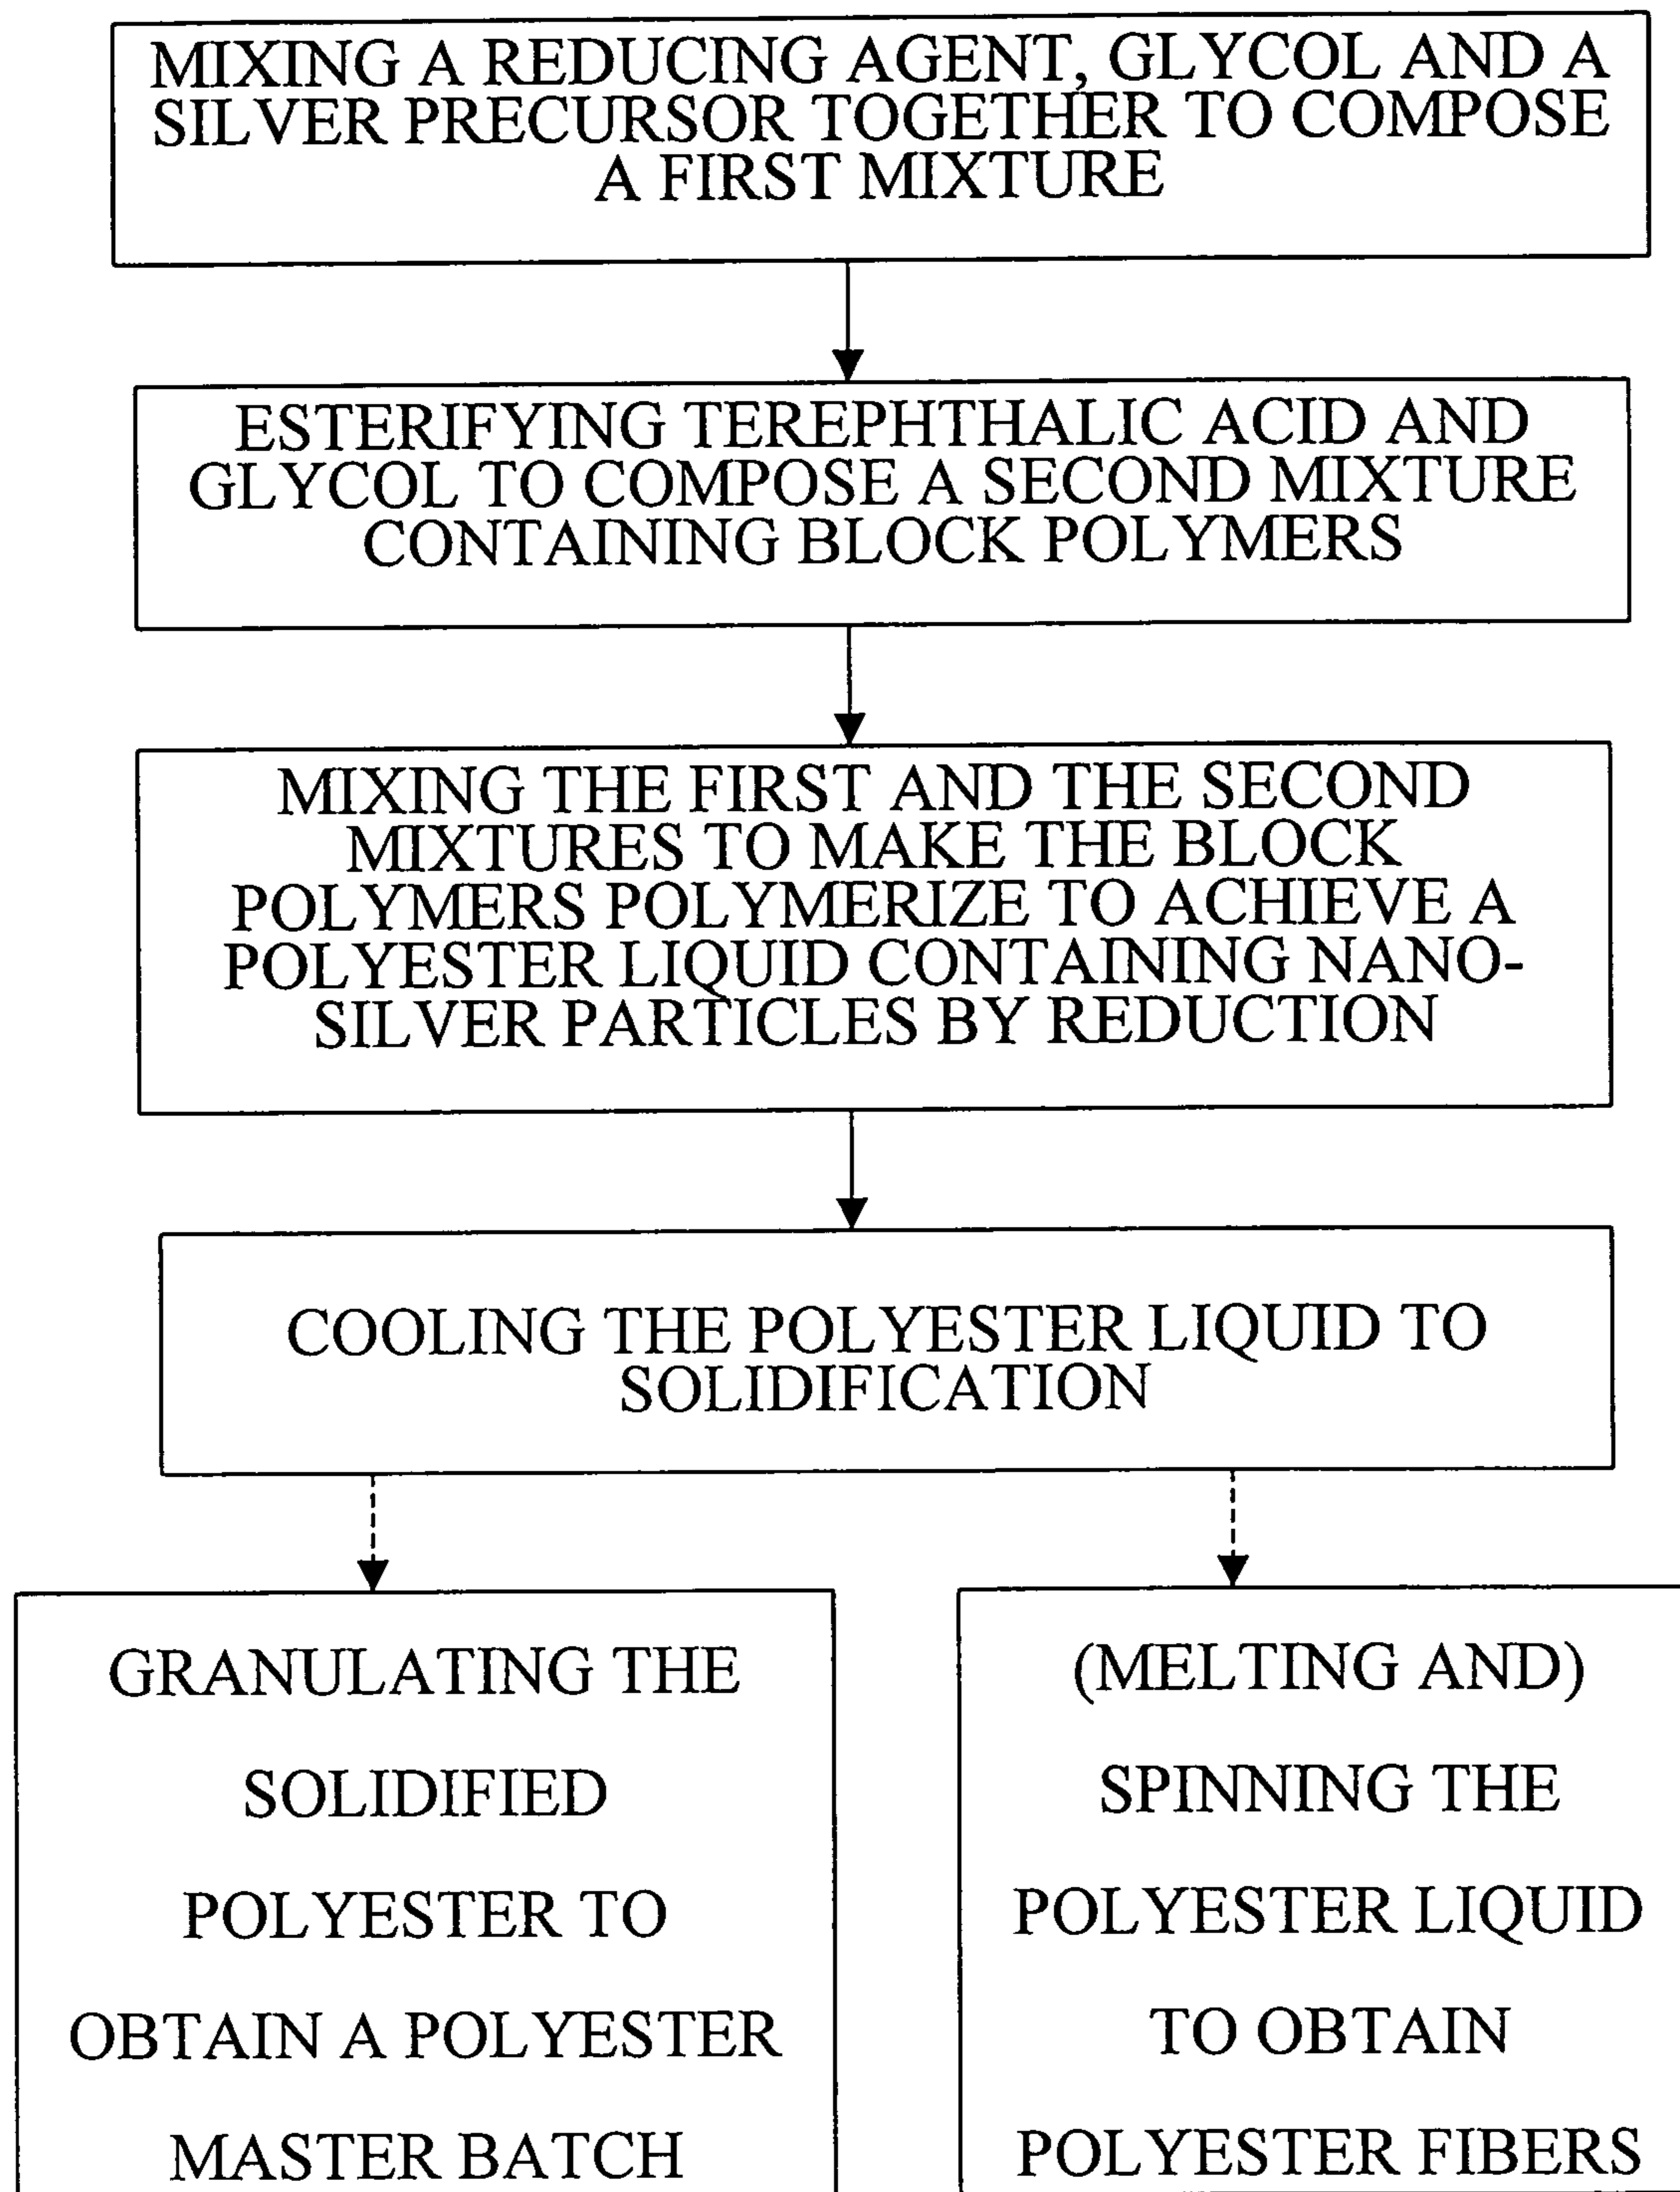 MIXING A REDUCING AGENT, GLYCOL AND A
SILVER PRECURSOR TOGETHER TO COMPOSE
A FIRST MIXTURE
ESTERIFYING TEREPHTHALIC ACID AND
GLYCOL TO COMPOSE A SECOND MIXTURE
CONTAINING BLOCK POLYMERS
MIXING THE FIRST AND THE SECOND
MIXTURES TO MAKE THE BLOCK
POLYMERS POLYMERIZE TO ACHIEVE A
POLYESTER LIQUID CONTAINING NANO-
SILVER PARTICLES BY REDUCTION
COOLING THE POLYESTER LIQUID TO
SOLIDIFICATION
GRANULATING THE
SOLIDIFIED
POLYESTER TO
OBTAIN A POLYESTER
MASTER BATCH
(MELTING AND)
SPINNING THE
POLYESTER LIQUID
TO OBTAIN
POLYESTER FIBERS